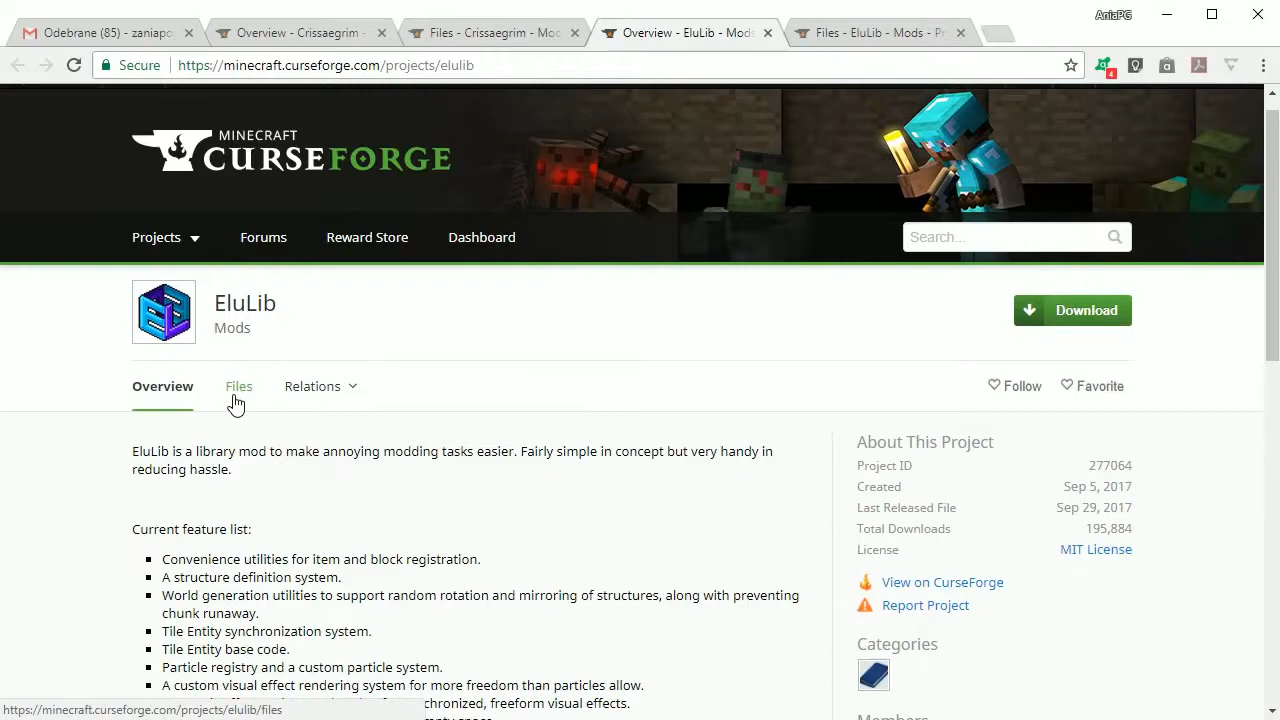 AniaPG
Odebrane (85) - zaniapc
Overview - Crissaegrim -
Files - Crissaegrim - Mod
Overview - EluLib - Mods
Files - EluLib - Mods - Pr
Secure
https://minecraft.curseforge.com/projects/elulib
4
MINECRAFT
CURSEFORGE
Projects
Forums
Reward Store
Dashboard
Search...
EluLib
Mods
Download
Overview
Files
Relations
Follow
Favorite
EluLib is a library mod to make annoying modding tasks easier. Fairly simple in concept but very handy in
reducing hassle.
Current feature list:
Convenience utilities for item and block registration.
A structure definition system.
World generation utilities to support random rotation and mirroring of structures, along with preventing
chunk runaway.
Tile Entity synchronization system.
Tile Entity base code.
Particle registry and a custom particle system.
A custom visual effect rendering system for more freedom than particles allow.
chronized, freeform visual effects.
About This Project
Project ID 277064
Created Sep 5, 2017
Last Released File Sep 29, 2017
Total Downloads 195,884
License MIT License
View on CurseForge
Report Project
Categories
https://minecraft.curseforge.com/projects/elulib/files